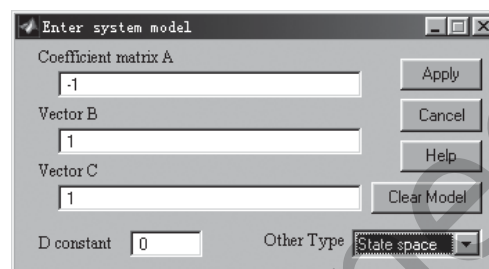 Enter system model
Coefficient matrix A
-1
Apply
Vector B
1
Cancel
Help
Vector C
1
Clear Model
D constant 0 Other Type State space